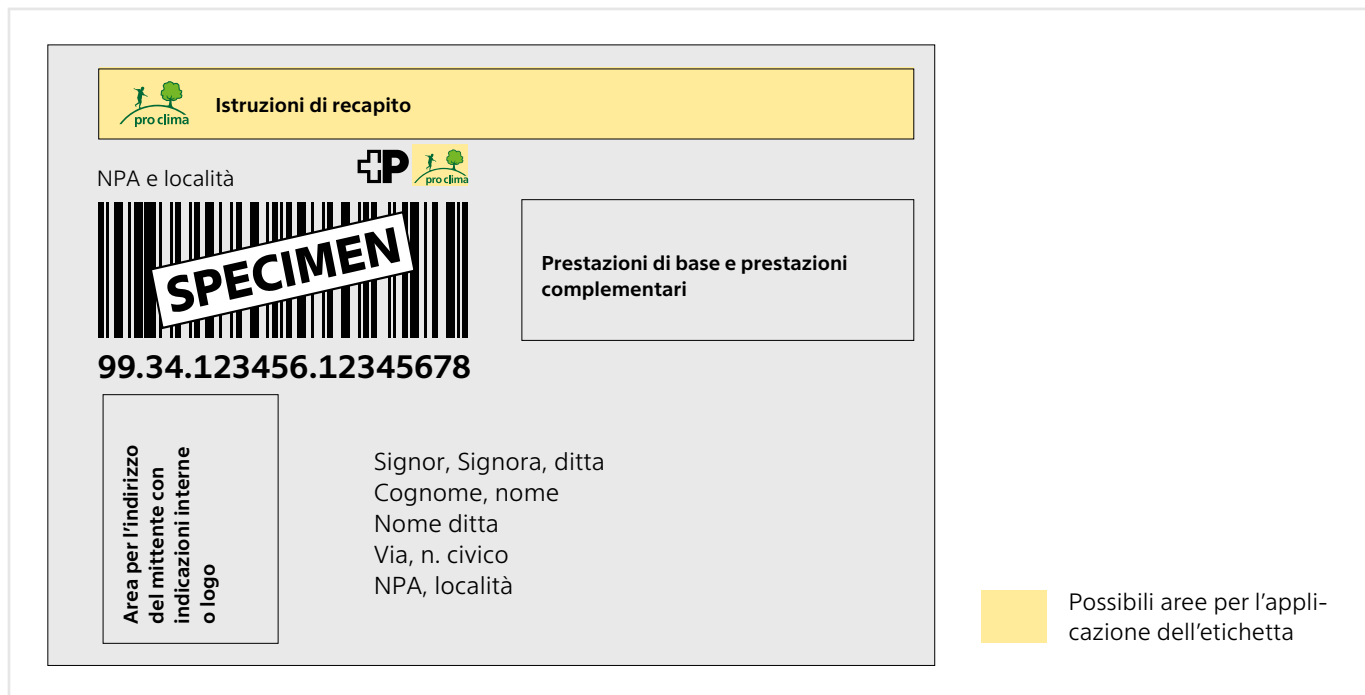 pro clima
Istruzioni di recapito
P
pro clima
NPA e località
SPECIMEN
99.34.123456.12345678
Prestazioni di base e prestazioni
complementari
Area per l'indirizzo
del mittente con
indicazioni interne
o logo
Signor, Signora, ditta
Cognome, nome
Nome ditta
Via, n. civico
NPA, località
Possibili aree per l'appli-
cazione dell'etichetta